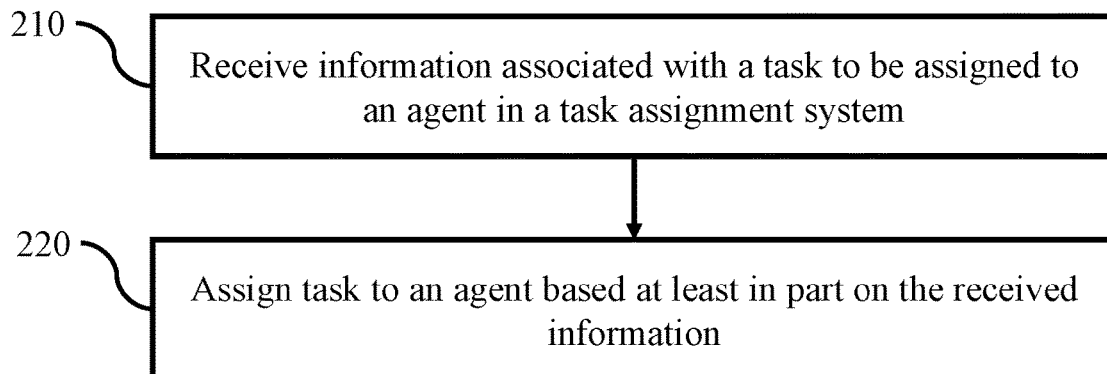 210
Receive information associated with a task to be assigned to
an agent in a task assignment system
220
Assign task to an agent based at least in part on the received
information